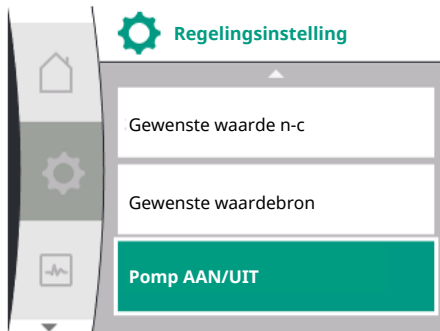 Regelingsinstelling
Gewenste waarde n-c
Gewenste waardebron
Pomp AAN/UIT